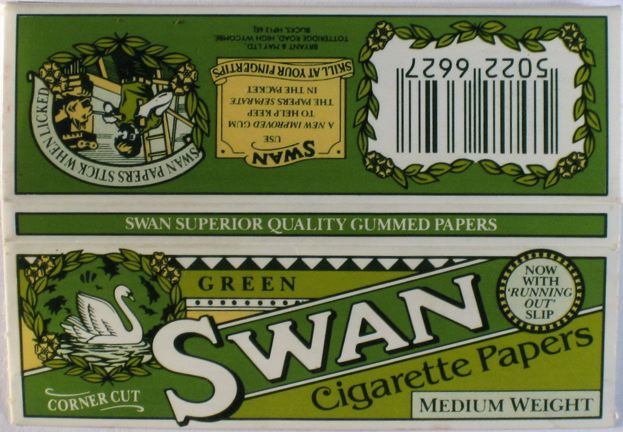 SWAN
USE
A NEW IMPROVED GUM
TO HELP KEEP
THE PAPERS SEPARATE
IN THE PACKET
SKILL AT YOUR FINGERTIPS
BRYANT & MAY LTD.
TOTTERIDGE ROAD, HIGH WYCOMBE,
BUCKS. HP13 6EJ
SWAN PAPERS STICK WHEN LICKED
5022 6627
SWAN SUPERIOR QUALITY GUMMED PAPERS
GREEN
SWAN
Cigarette Papers
NOW
WITH
'RUNNING
OUT'
SLIP
CORNER CUT
MEDIUM WEIGHT